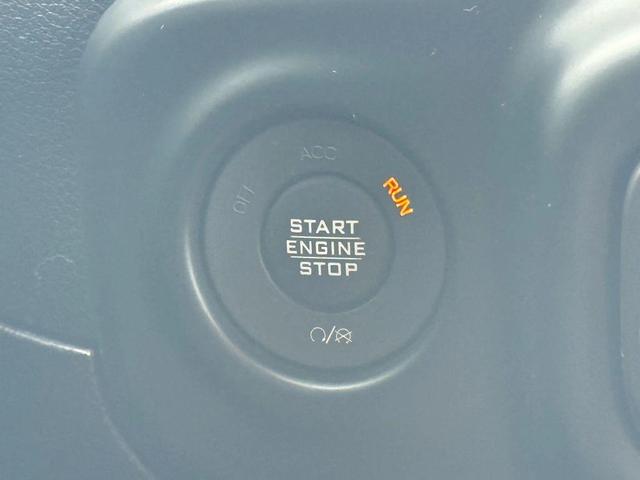 ACC
OFF
RUN
START
ENGINE
STOP